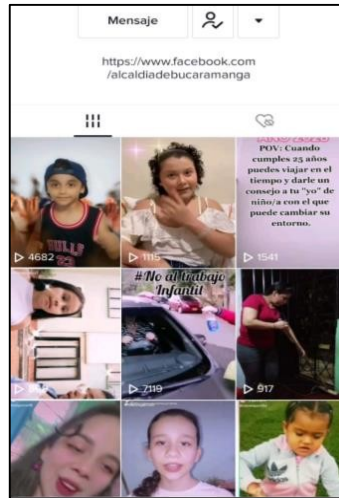 Mensaje
https://www.facebook.com
/alcaldiadebucaramanga
POV: Cuando
cumples 25 años
puedes viajar en el
tiempo y darle un
consejo a tu "yo" de
niño/a con el que
puede cambiar su
entorno.
BULLS
23
4682
1115
1541
#No al trabajo
Infantil
7119
917